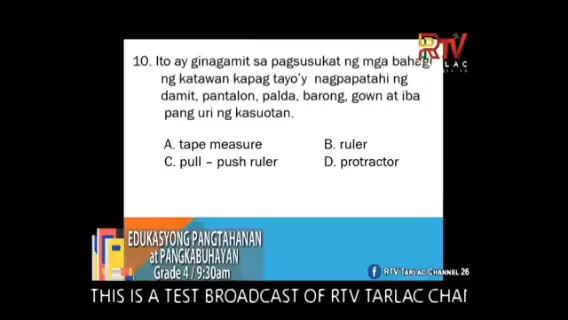 RTV
TARLAC
10. Ito ay ginagamit sa pagsusukat ng mga bahagi
ng katawan kapag tayo'y nagpapatahi ng
damit, pantalon, palda, barong, gown at iba
pang uri ng kasuotan.
A. tape measure
B. ruler
C. pull – push ruler
D. protractor
EDUKASYONG PANGTAHANAN
at PANGKABUHAYAN
Grade 4 / 9:30am
RTV TARLAC CHANNEL 26
THIS IS A TEST BROADCAST OF RTV TARLAC CHA